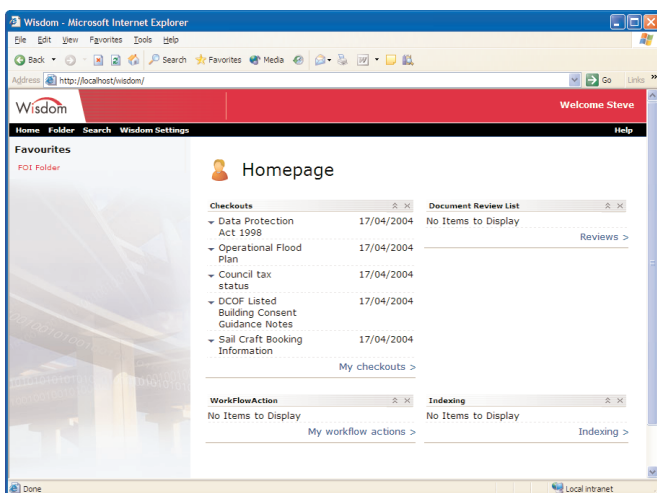 Wisdom - Microsoft Internet Explorer
File Edit View Favorites Tools Help
Back Search Favorites Media
Address http://localhost/wisdom/ Go Links »
Wisdom Welcome Steve
Home Folder Search Wisdom Settings Help
Favourites
FOI Folder
Homepage
Checkouts
Data Protection 17/04/2004
Act 1998
Operational Flood 17/04/2004
Plan
Council tax 17/04/2004
status
DCOF Listed 17/04/2004
Building Consent
Guidance Notes
Sail Craft Booking 17/04/2004
Information
My checkouts >
Document Review List
No Items to Display
Reviews >
WorkFlowAction
No Items to Display
My workflow actions >
Indexing
No Items to Display
Indexing >
Done Local intranet